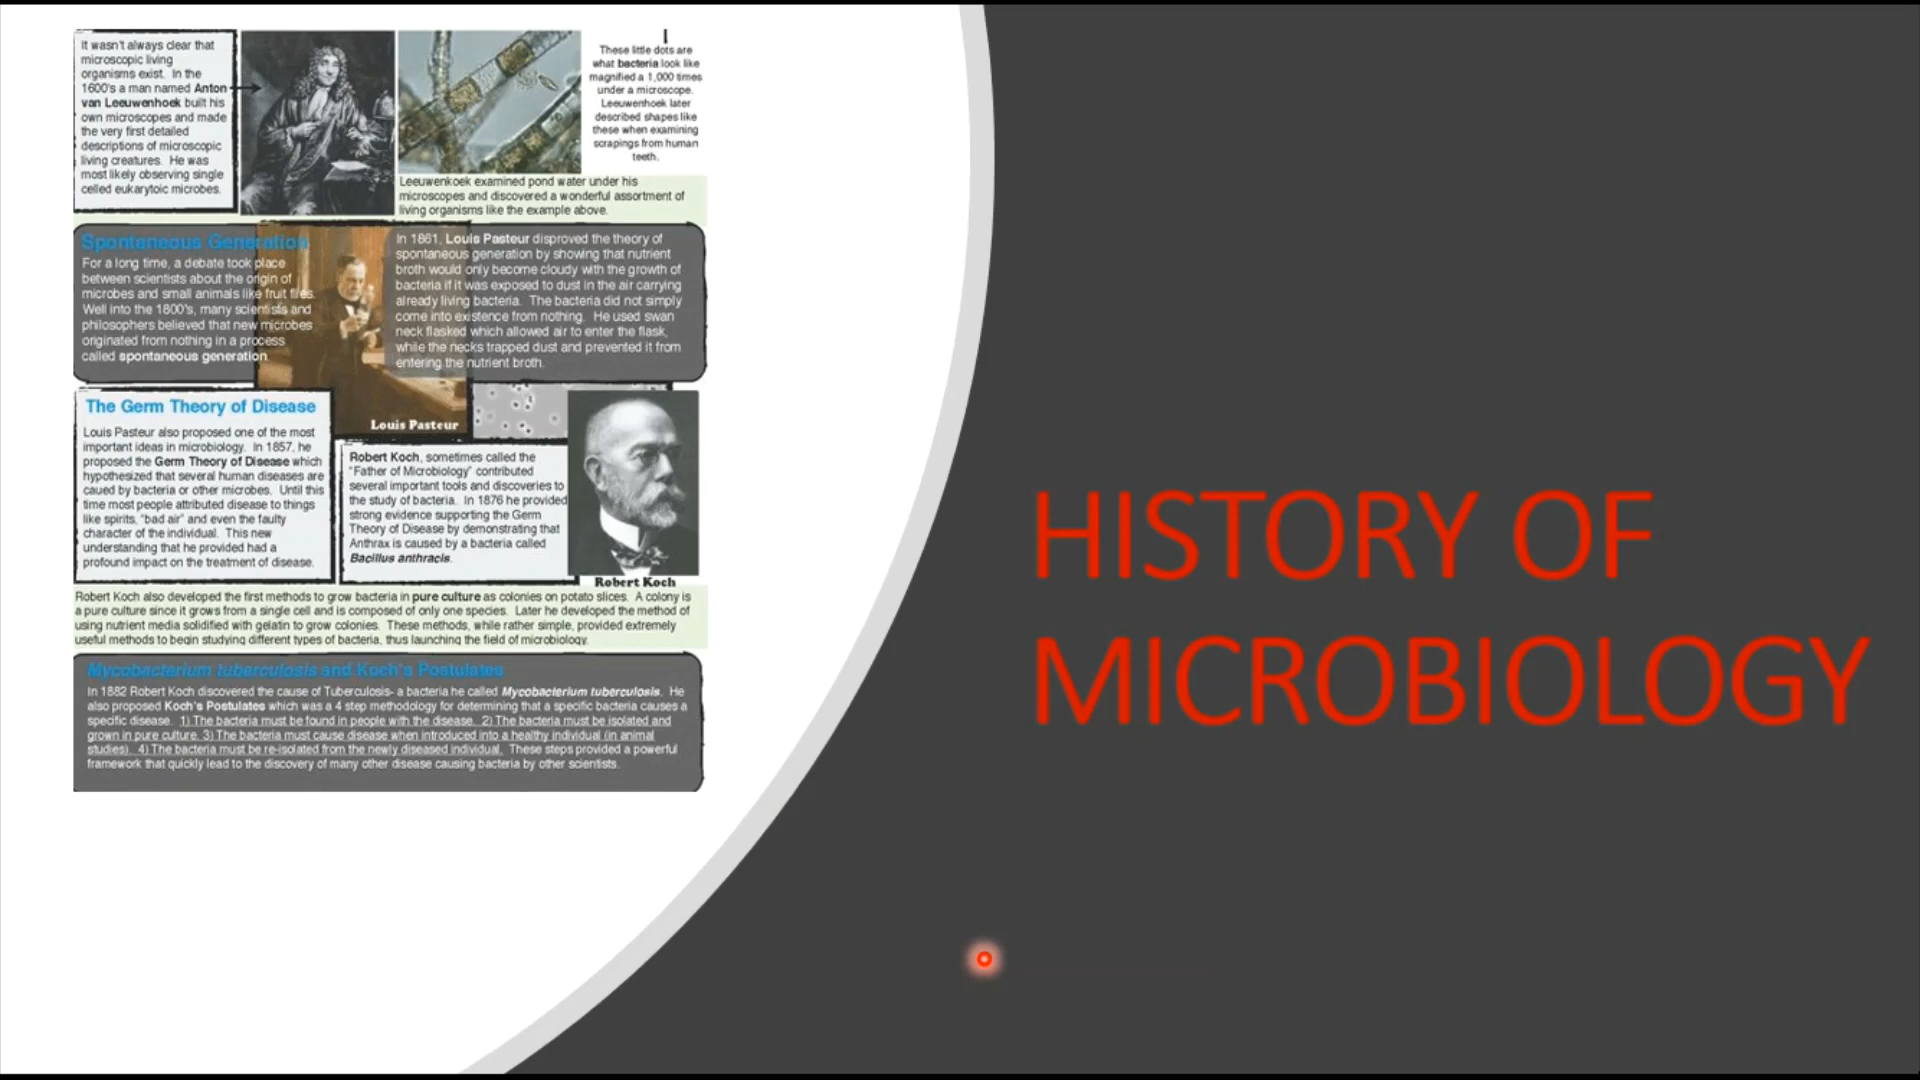 It wasn't always clear that
microscopic living
organisms exist. In the
1600's a man named Anton
van Leeuwenhoek built his
own microscopes and made
the very first detailed
descriptions of microscopic
living creatures. He was
most likely observing single
celled eukarytoic microbes.
These little dots are
what bacteria look like
magnified a 1,000 times
under a microscope.
Leeuwenhoek later
described shapes like
these when examining
scrapings from human
teeth.
Leeuwenkoek examined pond water under his
microscopes and discovered a wonderful assortment of
living organisms like the example above.
Spontaneous Generation
For a long time, a debate took place
between scientists about the origin of
microbes and small animals like fruit flies.
Well into the 1800's, many scientists and
philosophers believed that new microbes
originated from nothing in a process
called spontaneous generation
In 1861, Louis Pasteur disproved the theory of
spontaneous generation by showing that nutrient
broth would only become cloudy with the growth of
bacteria if it was exposed to dust in the air carrying
already living bacteria. The bacteria did not simply
come into existence from nothing. He used swan
neck flasked which allowed air to enter the flask,
while the necks trapped dust and prevented it from
entering the nutrient broth.
Louis Pasteur
The Germ Theory of Disease
Louis Pasteur also proposed one of the most
important ideas in microbiology. In 1857, he
proposed the Germ Theory of Disease which
hypothesized that several human diseases are
caued by bacteria or other microbes. Until this
time most people attributed disease to things
like spirits, "bad air" and even the faulty
character of the individual. This new
understanding that he provided had a
profound impact on the treatment of disease.
Robert Koch, sometimes called the
"Father of Microbiology" contributed
several important tools and discoveries to
the study of bacteria. In 1876 he provided
strong evidence supporting the Germ
Theory of Disease by demonstrating that
Anthrax is caused by a bacteria called
Bacillus anthracis.
Robert Koch
Robert Koch also developed the first methods to grow bacteria in pure culture as colonies on potato slices. A colony is
a pure culture since it grows from a single cell and is composed of only one species. Later he developed the method of
using nutrient media solidified with gelatin to grow colonies. These methods, while rather simple, provided extremely
useful methods to begin studying different types of bacteria, thus launching the field of microbiology.
Mycobacterium tuberculosis and Koch's Postulates
In 1882 Robert Koch discovered the cause of Tuberculosis- a bacteria he called Mycobacterium tuberculosis. He
also proposed Koch's Postulates which was a 4 step methodology for determining that a specific bacteria causes a
specific disease. 1) The bacteria must be found in people with the disease. 2) The bacteria must be isolated and
grown in pure culture. 3) The bacteria must cause disease when introduced into a healthy individual (in animal
studies). 4) The bacteria must be re-isolated from the newly diseased individual. These steps provided a powerful
framework that quickly lead to the discovery of many other disease causing bacteria by other scientists.
HISTORY OF
MICROBIOLOGY